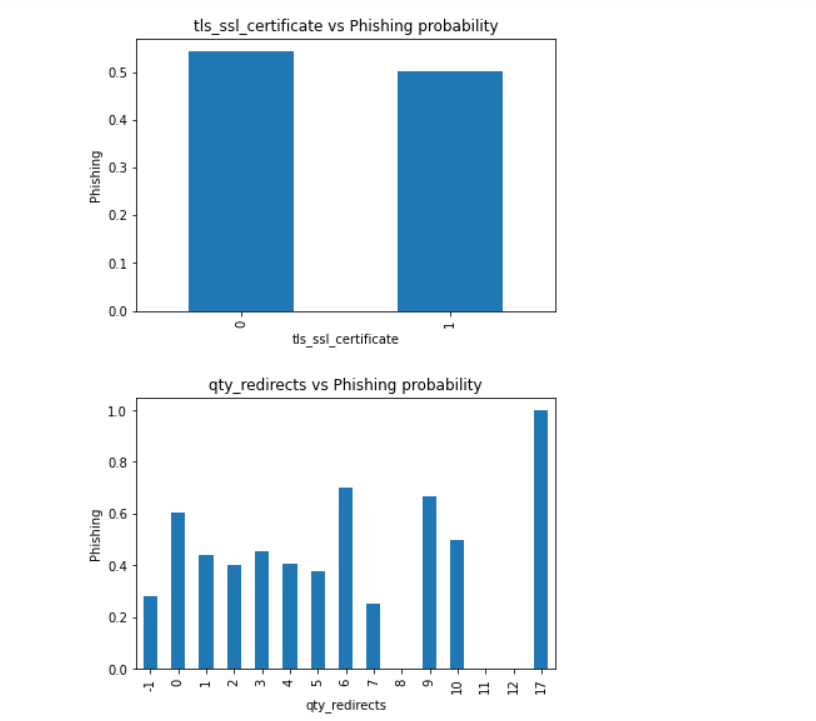 tls_ssl_certificate vs Phishing probability
0.5
0.4
0.3
0.2
0.1
0.0
Phishing
0 1
tls_ssl_certificate
qty_redirects vs Phishing probability
1.0
0.8
0.6
0.4
0.2
0.0
Phishing
-1 0 1 2 3 4 5 6 7 8 9 10 11 12 17
qty_redirects